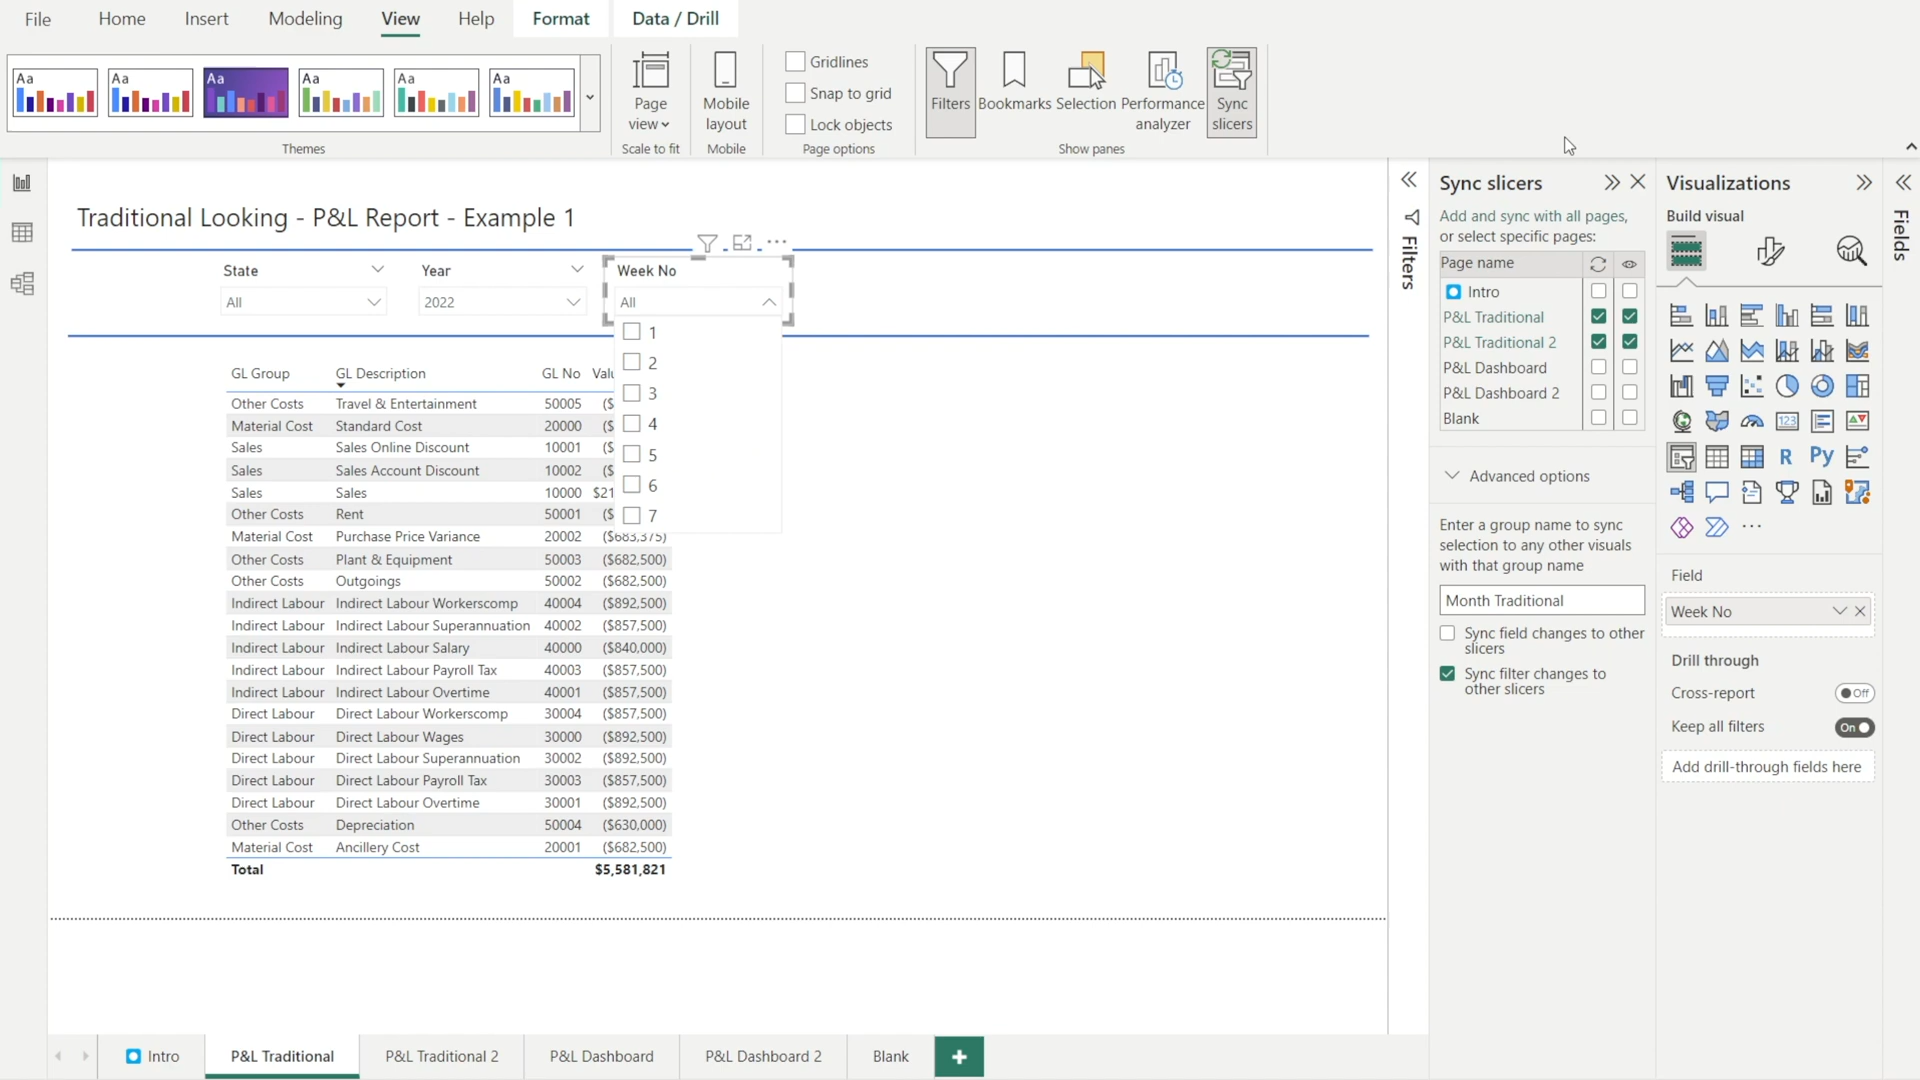 File Home Insert Modeling View Help Format Data / Drill
Aa Aa Aa Aa Aa Aa
Themes
Page view
Scale to fit
Mobile layout
Mobile
Gridlines
Snap to grid
Lock objects
Page options
Filters
Bookmarks
Selection
Performance analyzer
Sync slicers
Show panes
Traditional Looking - P&L Report - Example 1
State
All
Year
2022
Week No
All
1
2
3
4
5
6
7
GL Group GL Description GL No
Other Costs Travel & Entertainment 50005 ($
Material Cost Standard Cost 20000 ($
Sales Sales Online Discount 10001 ($
Sales Sales Account Discount 10002 ($
Sales Sales 10000 $21
Other Costs Rent 50001 ($
Material Cost Purchase Price Variance 20002 ($683,375)
Other Costs Plant & Equipment 50003 ($682,500)
Other Costs Outgoings 50002 ($682,500)
Indirect Labour Indirect Labour Workerscomp 40004 ($892,500)
Indirect Labour Indirect Labour Superannuation 40002 ($857,500)
Indirect Labour Indirect Labour Salary 40000 ($840,000)
Indirect Labour Indirect Labour Payroll Tax 40003 ($857,500)
Indirect Labour Indirect Labour Overtime 40001 ($857,500)
Direct Labour Direct Labour Workerscomp 30004 ($857,500)
Direct Labour Direct Labour Wages 30000 ($892,500)
Direct Labour Direct Labour Superannuation 30002 ($892,500)
Direct Labour Direct Labour Payroll Tax 30003 ($857,500)
Direct Labour Direct Labour Overtime 30001 ($892,500)
Other Costs Depreciation 50004 ($630,000)
Material Cost Ancillery Cost 20001 ($682,500)
Total $5,581,821
Filters
Sync slicers
Add and sync with all pages,
or select specific pages:
Page name
Intro
P&L Traditional
P&L Traditional 2
P&L Dashboard
P&L Dashboard 2
Blank
Advanced options
Enter a group name to sync
selection to any other visuals
with that group name
Month Traditional
Sync field changes to other
slicers
Sync filter changes to
other slicers
Visualizations
Build visual
123
R Py
Field
Week No
Drill through
Cross-report Off
Keep all filters On
Add drill-through fields here
Fields
Intro P&L Traditional P&L Traditional 2 P&L Dashboard P&L Dashboard 2 Blank